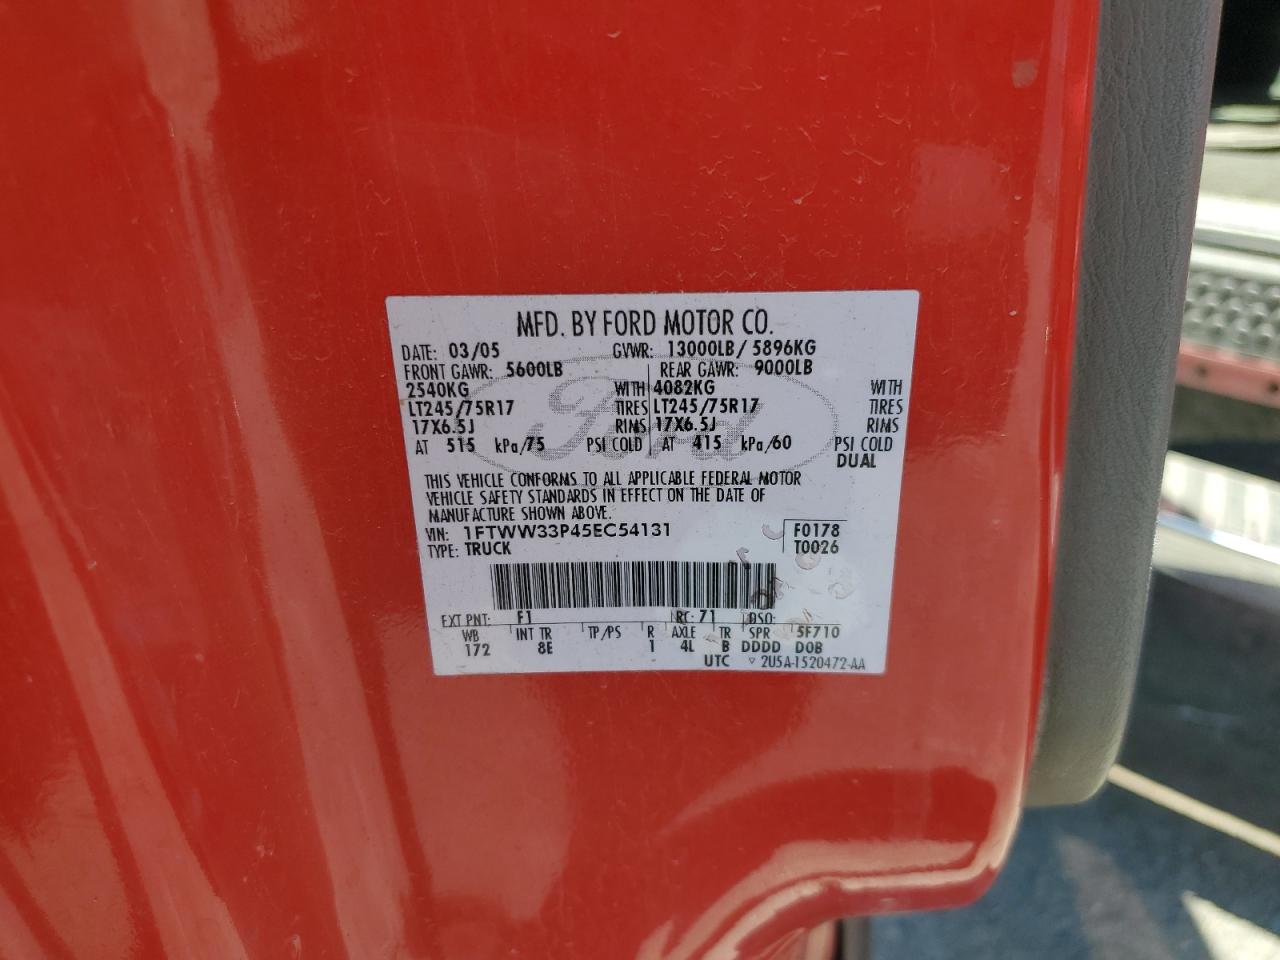 MFD. BY FORD MOTOR CO.
DATE: 03/05 GVWR: 13000LB/ 5896KG
FRONT GAWR: 5600LB REAR GAWR: 9000LB
2540KG WITH 4082KG WITH
LT245/75R17 TIRES LT245/75R17 TIRES
17X6.5J RIMS 17X6.5J RIMS
AT 515 kPa/75 PSI COLD AT 415 kPa/60 PSI COLD
DUAL
Ford
THIS VEHICLE CONFORMS TO ALL APPLICABLE FEDERAL MOTOR
VEHICLE SAFETY STANDARDS IN EFFECT ON THE DATE OF
MANUFACTURE SHOWN ABOVE.
VIN: 1FTWW33P45EC54131 F0178
TYPE: TRUCK T0026
EXT PNT: F1 RC: 71 DSO:
WB INT TR TP/PS R AXLE TR SPR 5F710
172 8E 1 4L B DDDD DOB
UTC ▽ 2U5A-1520472-AA